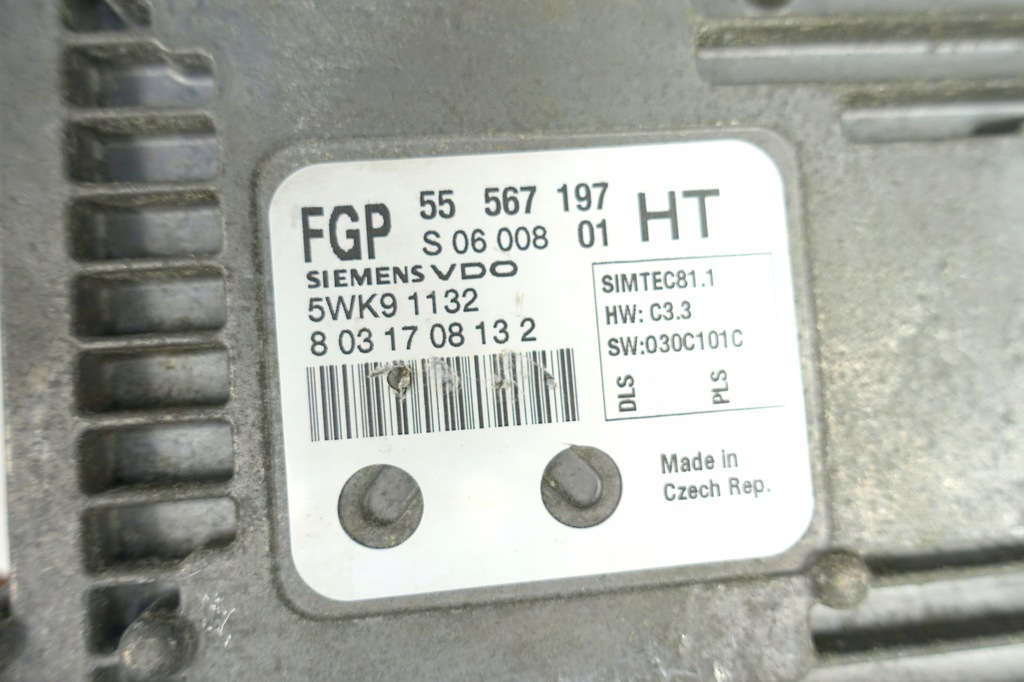 FGP 55 567 197 HT
S 06 008 01
SIEMENS VDO
5WK9 1132
8 03 17 08 13 2
SIMTEC81.1
HW: C3.3
SW:030C101C
DLS PLS
Made in
Czech Rep.